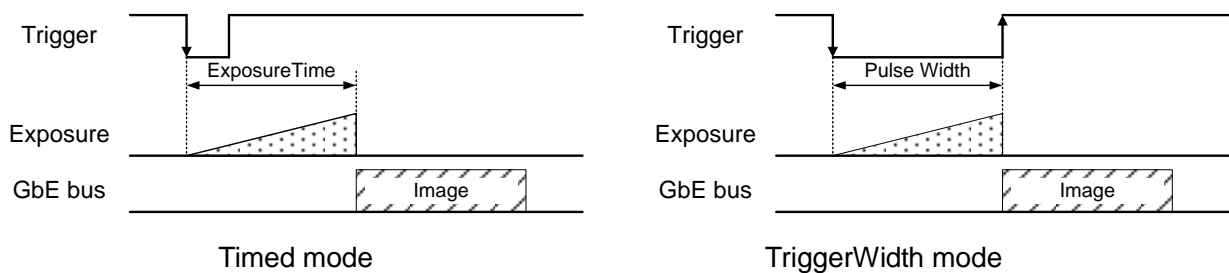 Trigger
ExposureTime
Exposure
GbE bus
Image
Timed mode
Trigger
Pulse Width
Exposure
GbE bus
Image
TriggerWidth mode